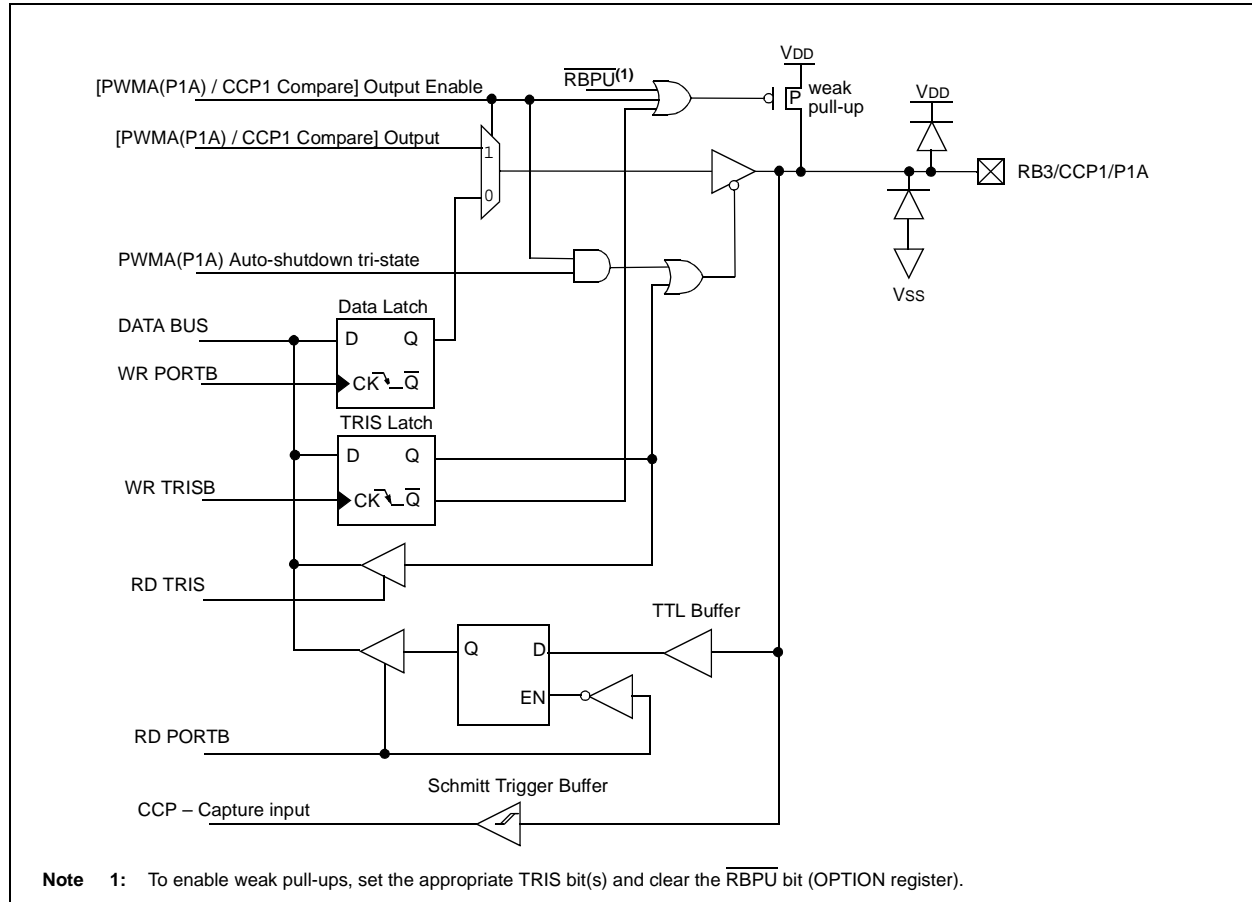 VDD
[PWMA(P1A) / CCP1 Compare] Output Enable
RBPU(1)
P
weak
pull-up
VDD
[PWMA(P1A) / CCP1 Compare] Output
1
0
RB3/CCP1/P1A
PWMA(P1A) Auto-shutdown tri-state
VSS
Data Latch
DATA BUS
D Q
WR PORTB
CK Q
TRIS Latch
D Q
WR TRISB
CK Q
RD TRIS
TTL Buffer
Q D
EN
RD PORTB
Schmitt Trigger Buffer
CCP – Capture input
Note 1: To enable weak pull-ups, set the appropriate TRIS bit(s) and clear the RBPU bit (OPTION register).